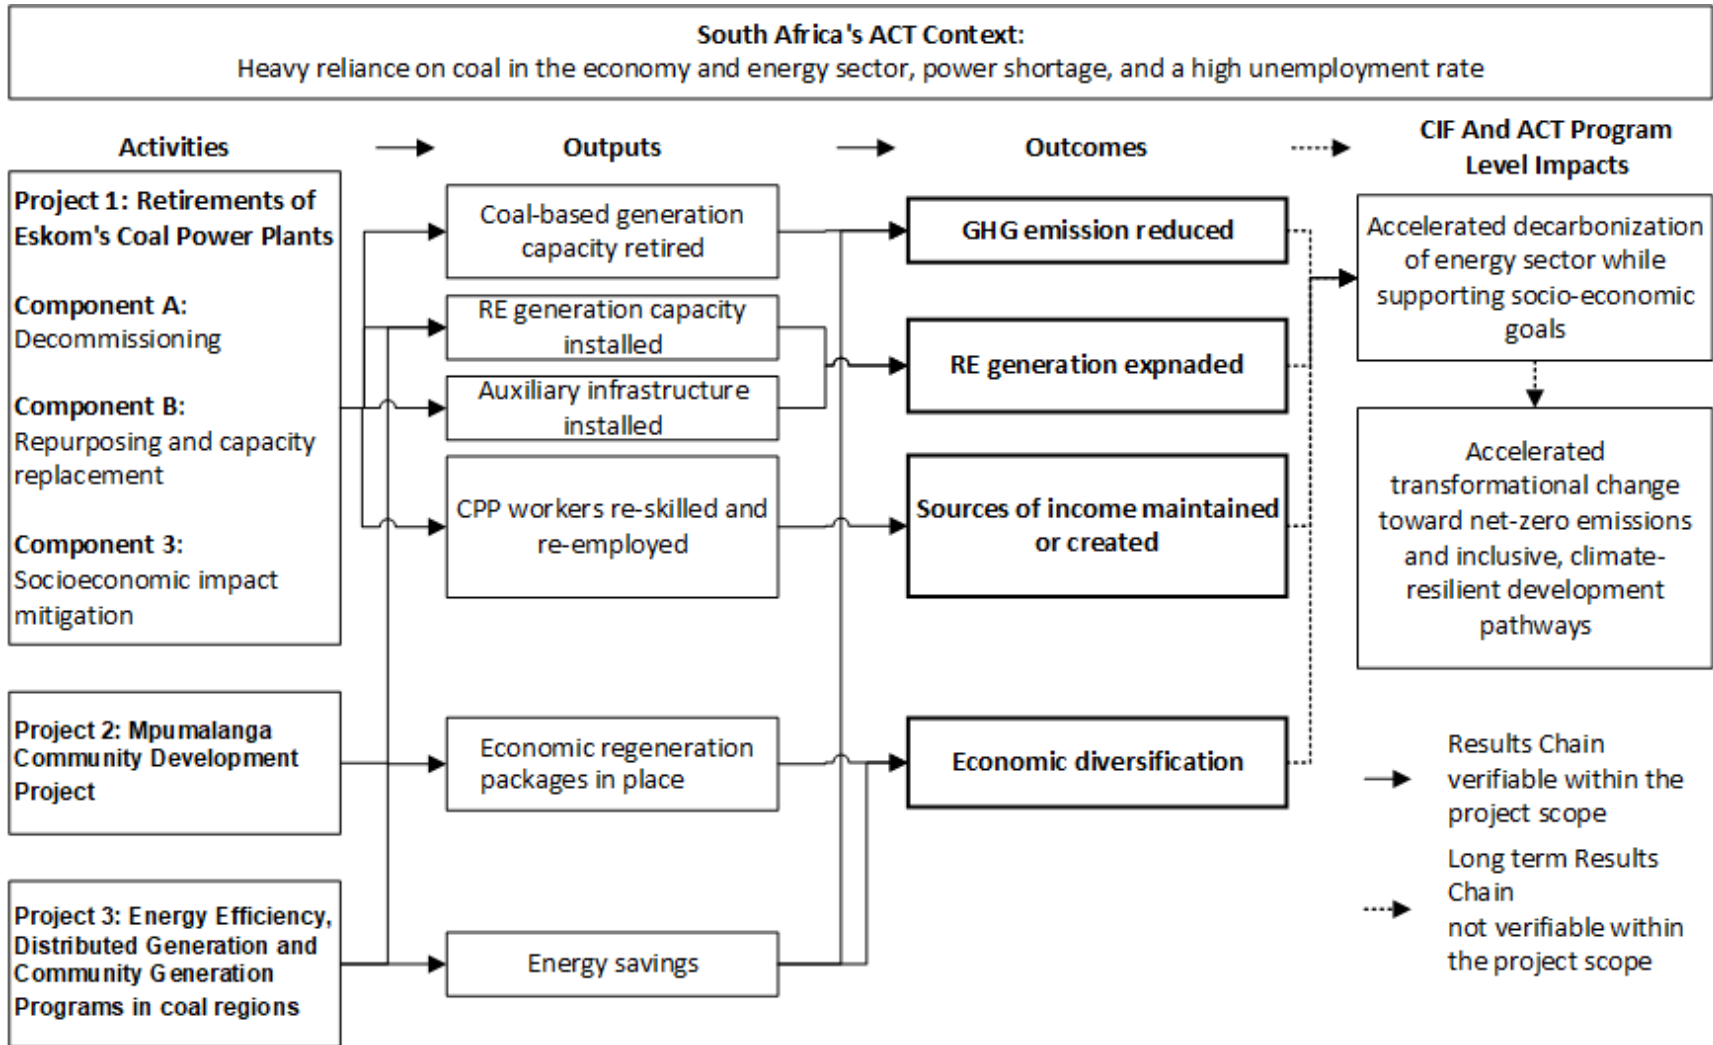 South Africa's ACT Context:
Heavy reliance on coal in the economy and energy sector, power shortage, and a high unemployment rate
Activities
Outputs
Outcomes
CIF And ACT Program
Level Impacts
Project 1: Retirements of
Eskom's Coal Power Plants
Component A:
Decommissioning
Component B:
Repurposing and capacity
replacement
Component 3:
Socioeconomic impact
mitigation
Project 2: Mpumalanga
Community Development
Project
Project 3: Energy Efficiency,
Distributed Generation and
Community Generation
Programs in coal regions
Coal-based generation
capacity retired
RE generation capacity
installed
Auxiliary infrastructure
installed
CPP workers re-skilled and
re-employed
Economic regeneration
packages in place
Energy savings
GHG emission reduced
RE generation expnaded
Sources of income maintained
or created
Economic diversification
Accelerated decarbonization
of energy sector while
supporting socio-economic
goals
Accelerated
transformational change
toward net-zero emissions
and inclusive, climate-
resilient development
pathways
Results Chain
verifiable within the
project scope
Long term Results
Chain
not verifiable within
the project scope